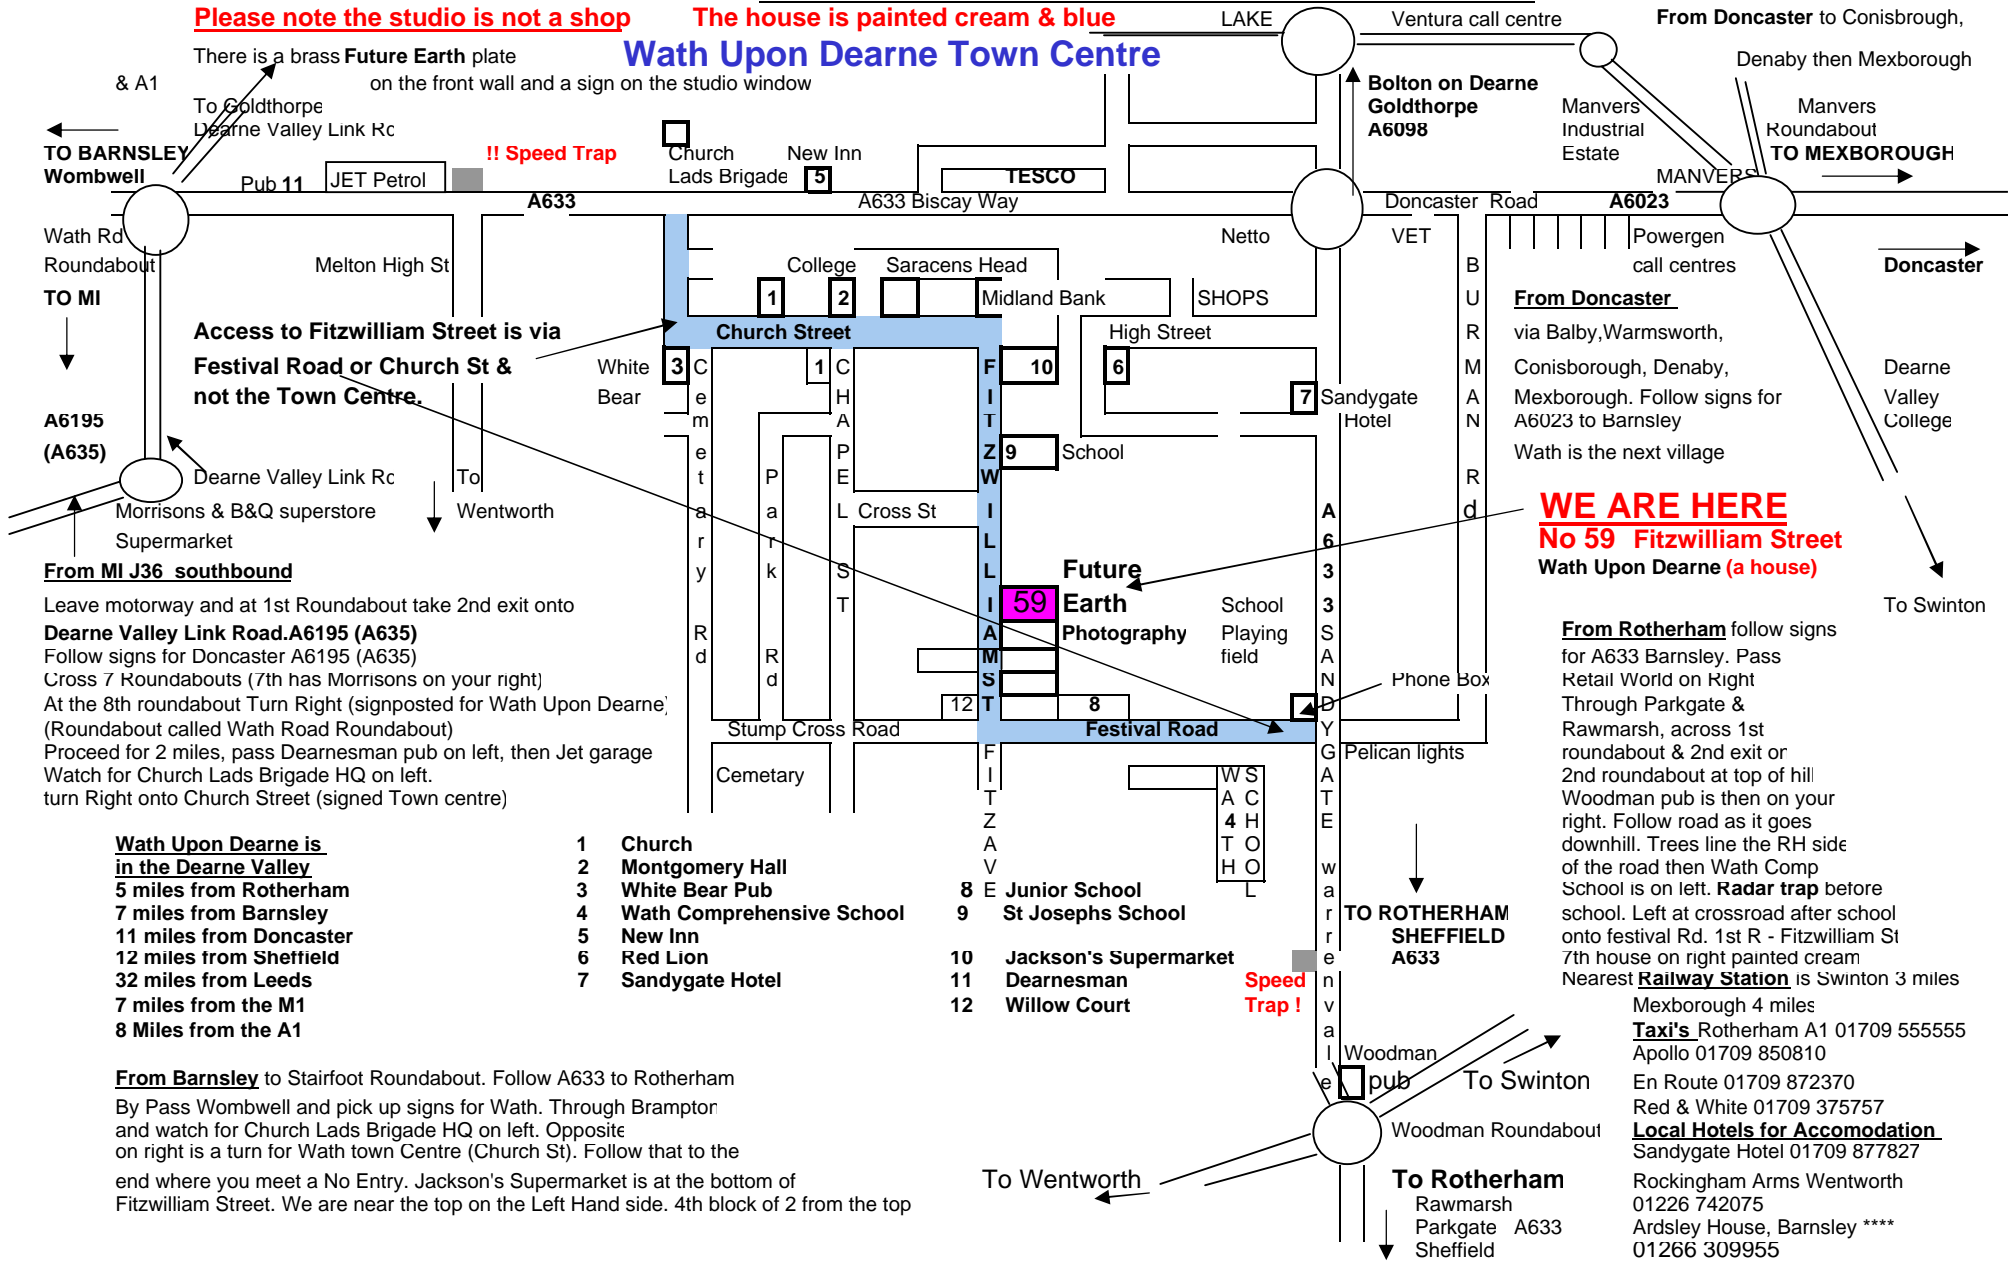 Please note the studio is not a shop
The house is painted cream & blue
LAKE
Ventura call centre
From Doncaster to Conisbrough,
There is a brass Future Earth plate
Wath Upon Dearne Town Centre
Denaby then Mexborough
& A1
on the front wall and a sign on the studio window
Bolton on Dearne
Goldthorpe
A6098
To Goldthorpe
Dearne Valley Link Rc
Manvers
Industrial
Estate
Manvers
Roundabout
TO MEXBOROUGH
TO BARNSLEY
Wombwell
!! Speed Trap
Church
Lads Brigade
New Inn
5
Pub 11
JET Petrol
TESCO
MANVERS
A633
A633 Biscay Way
Doncaster Road
A6023
Wath Rd
Roundabout
TO MI
Melton High St
College
Saracens Head
Netto
VET
Powergen
call centres
Doncaster
1
2
Midland Bank
SHOPS
BURMAN Rd
From Doncaster
via Balby,Warmsworth,
Conisborough, Denaby,
Mexborough. Follow signs for
A6023 to Barnsley
Wath is the next village
Access to Fitzwilliam Street is via
Festival Road or Church St &
not the Town Centre.
Church Street
High Street
White
Bear
3
Cemetary Rd
1
CHAPEL ST
FITZWILLIAMST
10
6
7
Sandygate
Hotel
Dearne
Valley
College
A6195
(A635)
9
School
Park Rd
Dearne Valley Link Rc
To
Wentworth
Morrisons & B&Q superstore
Supermarket
Cross St
A633 SANDYGATE warrenvale
WE ARE HERE
No 59 Fitzwilliam Street
Wath Upon Dearne (a house)
From MI J36 southbound
Leave motorway and at 1st Roundabout take 2nd exit onto
Dearne Valley Link Road.A6195 (A635)
Follow signs for Doncaster A6195 (A635)
Cross 7 Roundabouts (7th has Morrisons on your right)
At the 8th roundabout Turn Right (signposted for Wath Upon Dearne)
(Roundabout called Wath Road Roundabout)
Proceed for 2 miles, pass Dearnesman pub on left, then Jet garage
Watch for Church Lads Brigade HQ on left.
turn Right onto Church Street (signed Town centre)
59
Future
Earth
Photography
School
Playing
field
To Swinton
Phone Box
12
8
Stump Cross Road
Festival Road
Pelican lights
Cemetary
FITZAVE
WATH
4
SCHOOL
From Rotherham follow signs
for A633 Barnsley. Pass
Retail World on Right
Through Parkgate &
Rawmarsh, across 1st
roundabout & 2nd exit or
2nd roundabout at top of hill
Woodman pub is then on your
right. Follow road as it goes
downhill. Trees line the RH side
of the road then Wath Comp
School is on left. Radar trap before
school. Left at crossroad after school
onto festival Rd. 1st R - Fitzwilliam St
7th house on right painted cream
Nearest Railway Station is Swinton 3 miles
Mexborough 4 miles
Taxi's Rotherham A1 01709 555555
Apollo 01709 850810
En Route 01709 872370
Red & White 01709 375757
Local Hotels for Accomodation
Sandygate Hotel 01709 877827
Rockingham Arms Wentworth
01226 742075
Ardsley House, Barnsley ****
01266 309955
Wath Upon Dearne is
in the Dearne Valley
5 miles from Rotherham
7 miles from Barnsley
11 miles from Doncaster
12 miles from Sheffield
32 miles from Leeds
7 miles from the M1
8 Miles from the A1
1 Church
2 Montgomery Hall
3 White Bear Pub
4 Wath Comprehensive School
5 New Inn
6 Red Lion
7 Sandygate Hotel
8 Junior School
9 St Josephs School
10 Jackson's Supermarket
11 Dearnesman
12 Willow Court
Speed
Trap !
TO ROTHERHAM
SHEFFIELD
A633
From Barnsley to Stairfoot Roundabout. Follow A633 to Rotherham
By Pass Wombwell and pick up signs for Wath. Through Brampton
and watch for Church Lads Brigade HQ on left. Opposite
on right is a turn for Wath town Centre (Church St). Follow that to the
end where you meet a No Entry. Jackson's Supermarket is at the bottom of
Fitzwilliam Street. We are near the top on the Left Hand side. 4th block of 2 from the top
Woodman
pub
To Swinton
Woodman Roundabout
To Wentworth
To Rotherham
Rawmarsh
Parkgate A633
Sheffield